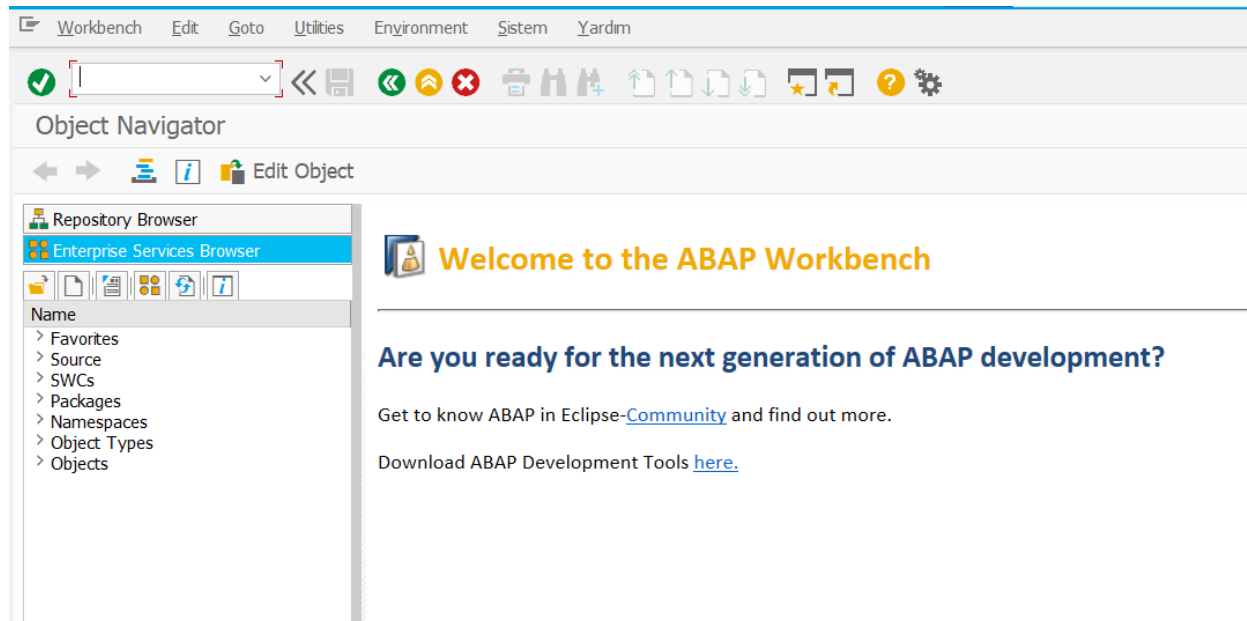 Workbench Edit Goto Utilities Environment Sistem Yardım
Object Navigator
Edit Object
Repository Browser
Enterprise Services Browser
Name
Favorites
Source
SWCs
Packages
Namespaces
Object Types
Objects
Welcome to the ABAP Workbench
Are you ready for the next generation of ABAP development?
Get to know ABAP in Eclipse-Community and find out more.
Download ABAP Development Tools here.